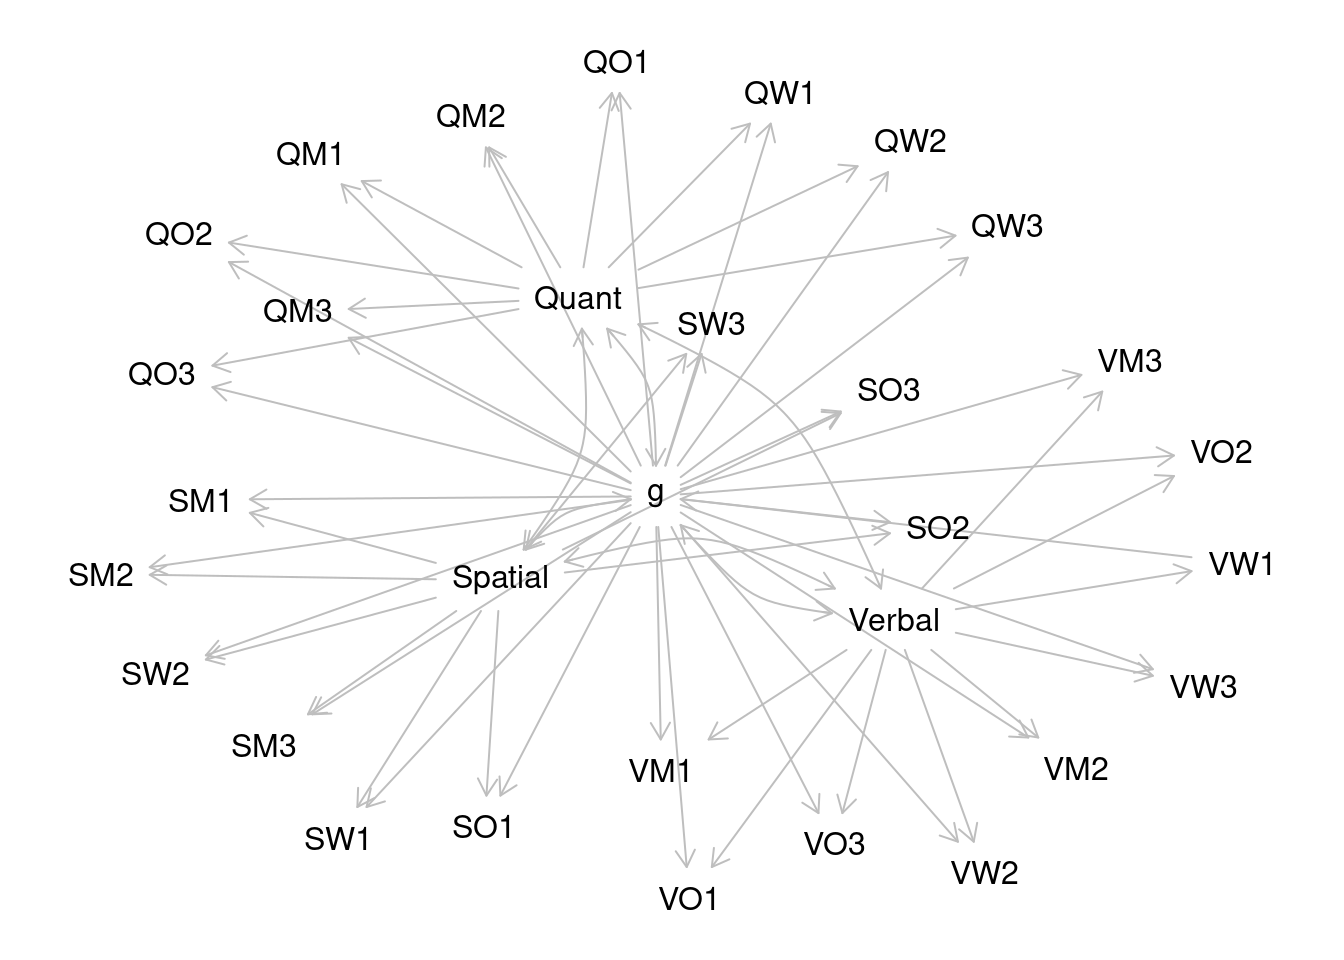 QO1
QW1
QM2
QW2
QM1
QW3
QO2
Quant
QM3
SW3
VM3
QO3
SO3
VO2
g
SM1
SO2
VW1
SM2
Spatial
Verbal
SW2
VW3
SM3
VM1
VM2
SO1
SW1
VO3
VW2
VO1